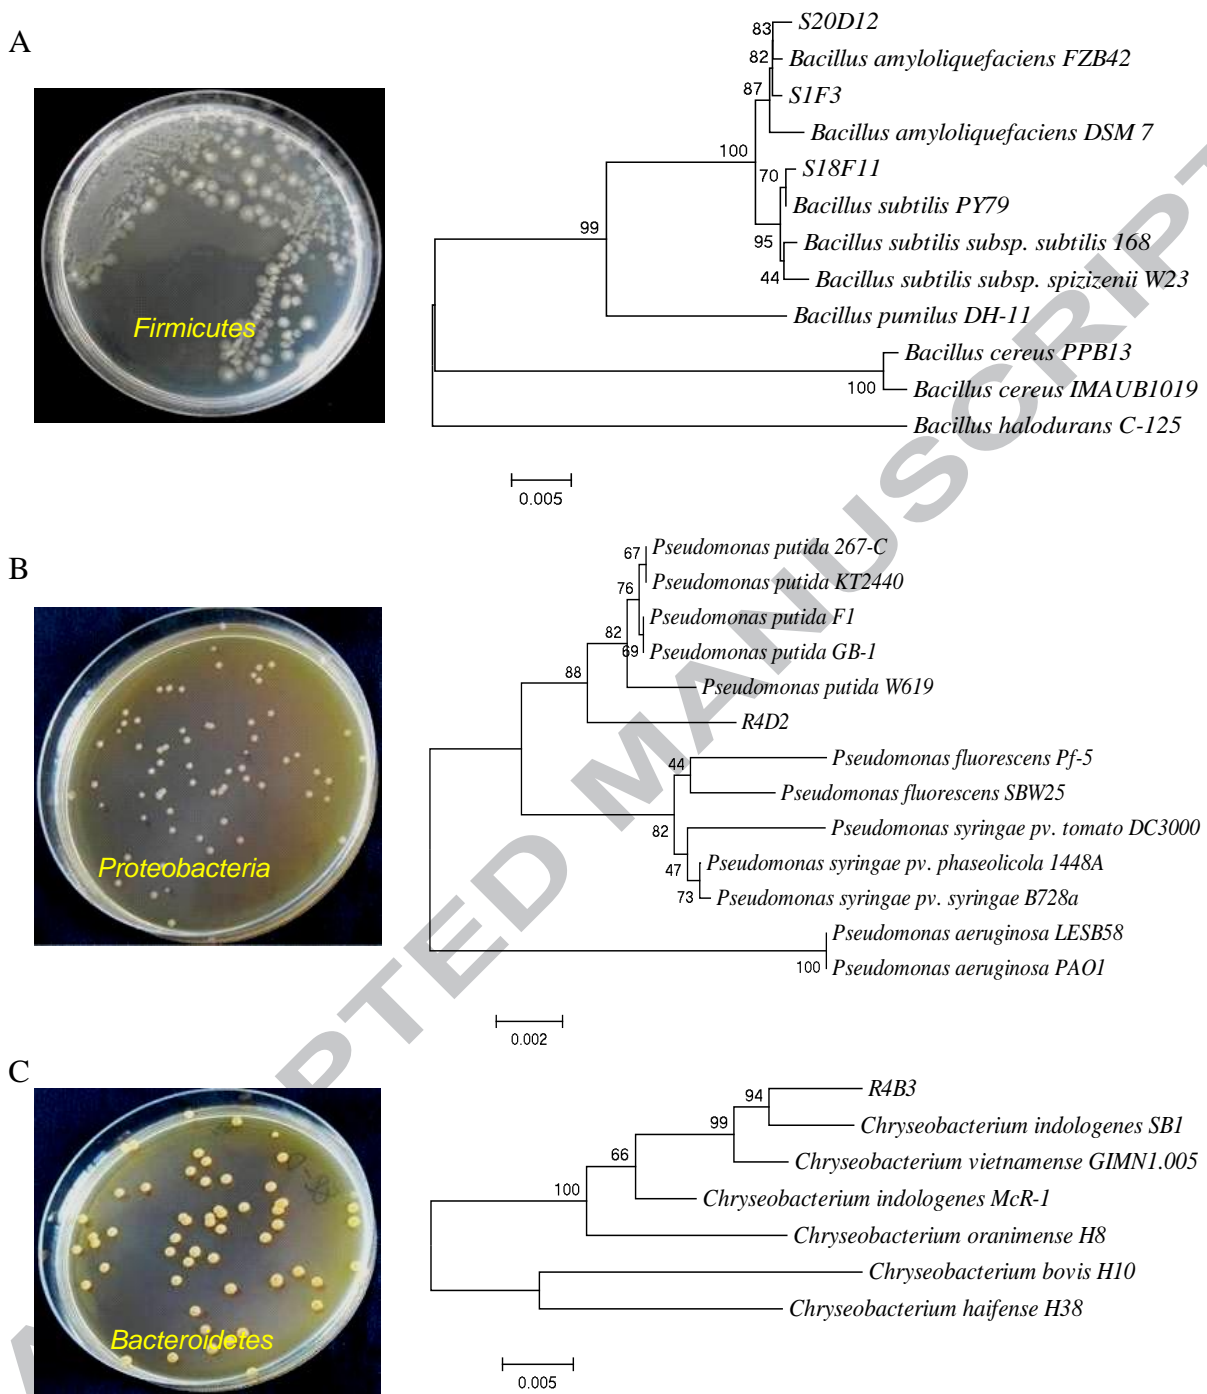 A
Firmicutes
83
S20D12
82
Bacillus amyloliquefaciens FZB42
87
S1F3
Bacillus amyloliquefaciens DSM 7
100
70
S18F11
Bacillus subtilis PY79
99
95
Bacillus subtilis subsp. subtilis 168
44
Bacillus subtilis subsp. spizizenii W23
Bacillus pumilus DH-11
Bacillus cereus PPB13
100
Bacillus cereus IMAUB1019
Bacillus halodurans C-125
0.005
B
Proteobacteria
67
Pseudomonas putida 267-C
76
Pseudomonas putida KT2440
Pseudomonas putida F1
82
69
Pseudomonas putida GB-1
88
Pseudomonas putida W619
R4D2
Pseudomonas fluorescens Pf-5
44
Pseudomonas fluorescens SBW25
82
Pseudomonas syringae pv. tomato DC3000
47
Pseudomonas syringae pv. phaseolicola 1448A
73
Pseudomonas syringae pv. syringae B728a
Pseudomonas aeruginosa LESB58
100
Pseudomonas aeruginosa PAO1
0.002
C
Bacteroidetes
94
R4B3
99
Chryseobacterium indologenes SB1
66
Chryseobacterium vietnamense GIMN1.005
100
Chryseobacterium indologenes McR-1
Chryseobacterium oranimense H8
Chryseobacterium bovis H10
Chryseobacterium haifense H38
0.005